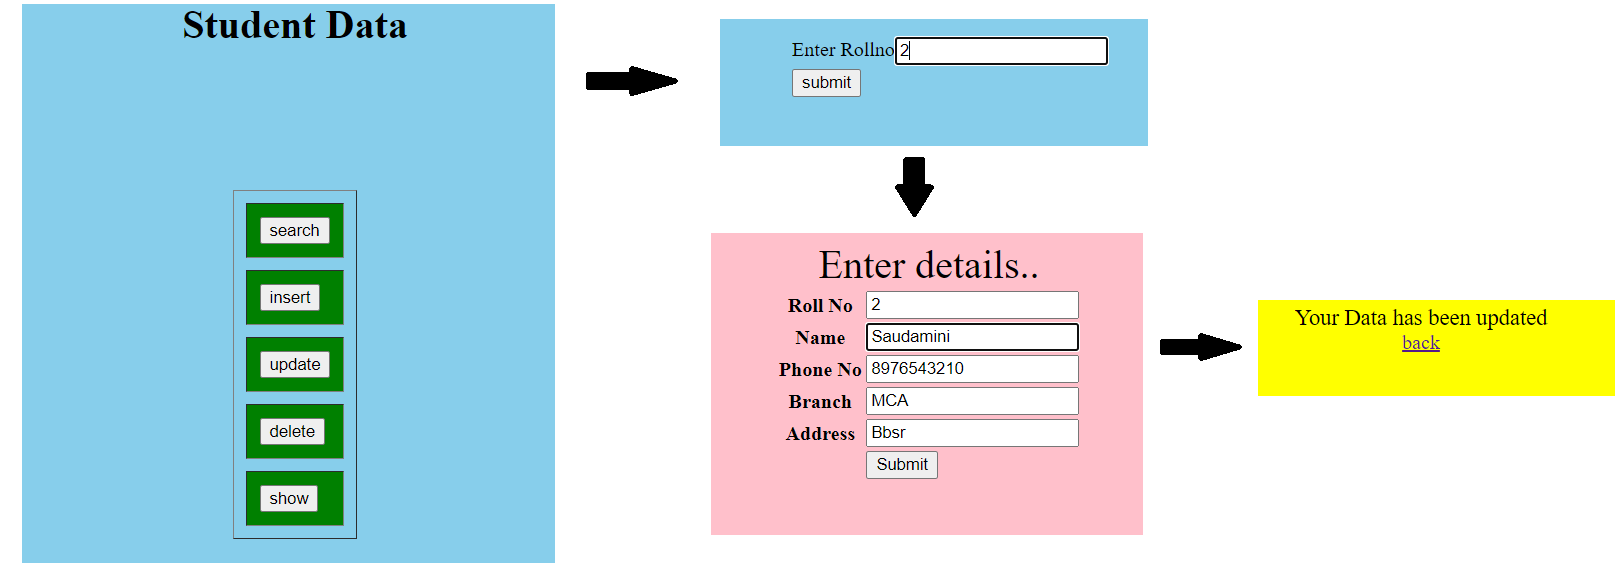 Student Data
search
insert
update
delete
show
Enter Rollno 2
submit
Enter details..
Roll No 2
Name Saudamini
Phone No 8976543210
Branch MCA
Address Bbsr
Submit
Your Data has been updated
back